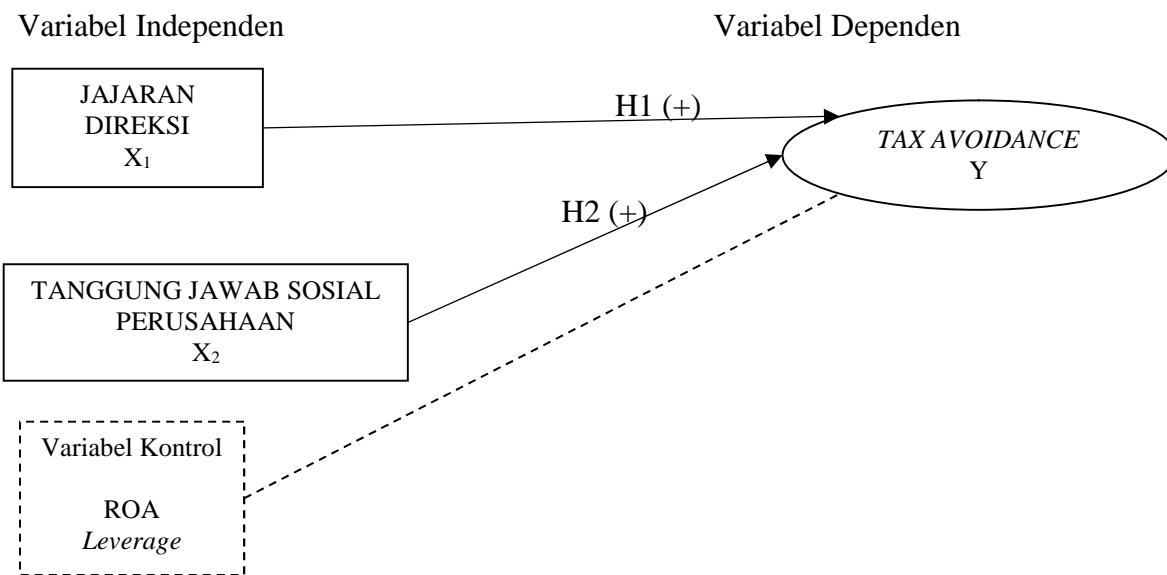 Variabel Independen
Variabel Dependen
JAJARAN
DIREKSI
X₁
H1 (+)
TAX AVOIDANCE
Y
H2 (+)
TANGGUNG JAWAB SOSIAL
PERUSAHAAN
X₂
Variabel Kontrol
ROA
Leverage